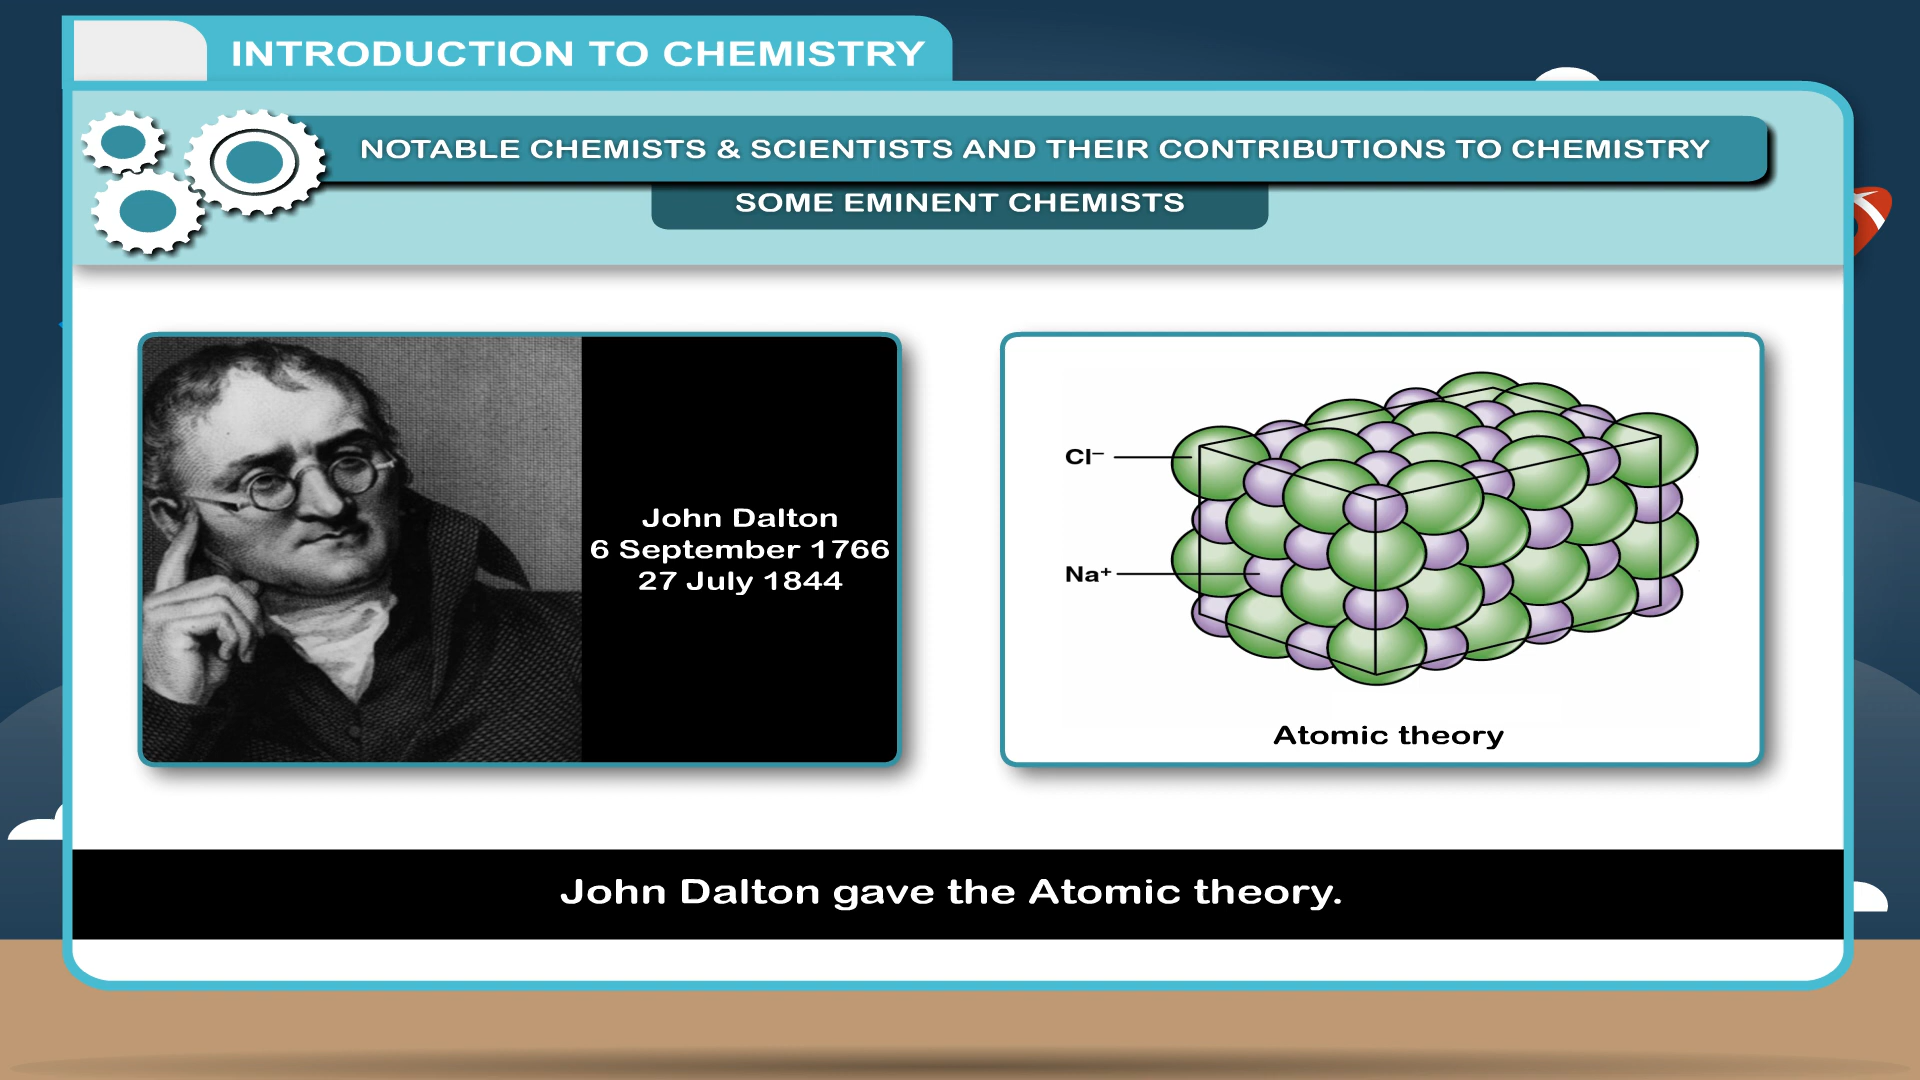 INTRODUCTION TO CHEMISTRY
NOTABLE CHEMISTS & SCIENTISTS AND THEIR CONTRIBUTIONS TO CHEMISTRY
SOME EMINENT CHEMISTS
John Dalton
6 September 1766
27 July 1844
Cl⁻
Na⁺
Atomic theory
John Dalton gave the Atomic theory.